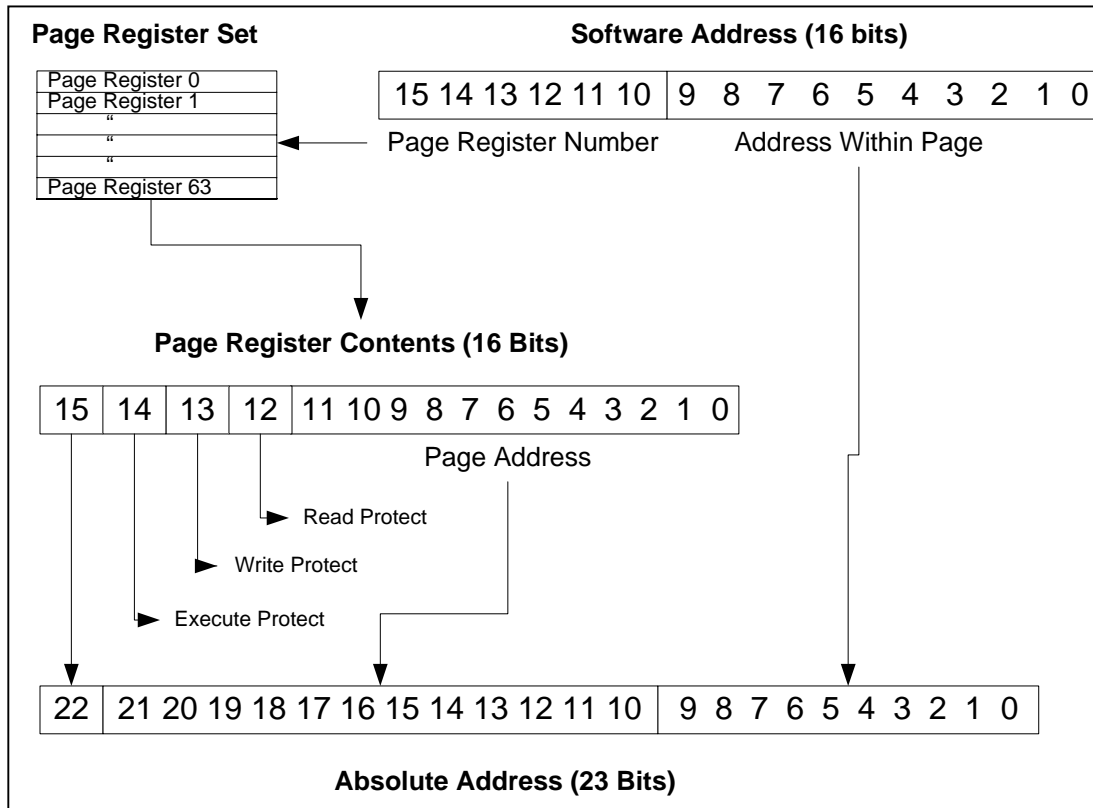 Page Register Set
Software Address (16 bits)
Page Register 0
Page Register 1
“
“
“
Page Register 63
15 14 13 12 11 10 9 8 7 6 5 4 3 2 1 0
Page Register Number
Address Within Page
Page Register Contents (16 Bits)
15 14 13 12 11 10 9 8 7 6 5 4 3 2 1 0
Page Address
Read Protect
Write Protect
Execute Protect
22 21 20 19 18 17 16 15 14 13 12 11 10 9 8 7 6 5 4 3 2 1 0
Absolute Address (23 Bits)